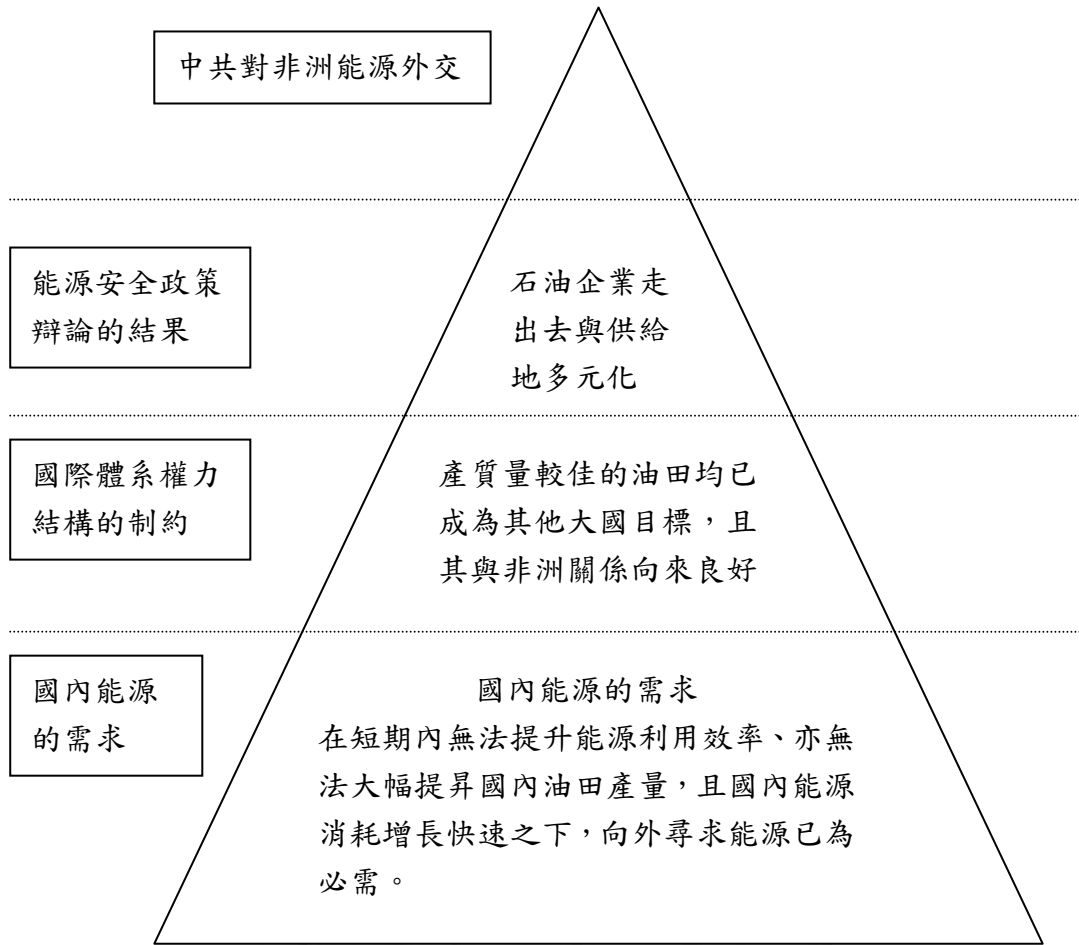 中共對非洲能源外交
能源安全政策
辯論的結果
石油企業走
出去與供給
地多元化
國際體系權力
結構的制約
產質量較佳的油田均已
成為其他大國目標，且
其與非洲關係向來良好
國內能源
的需求
國內能源的需求
在短期內無法提升能源利用效率、亦無
法大幅提昇國內油田產量，且國內能源
消耗增長快速之下，向外尋求能源已為
必需。